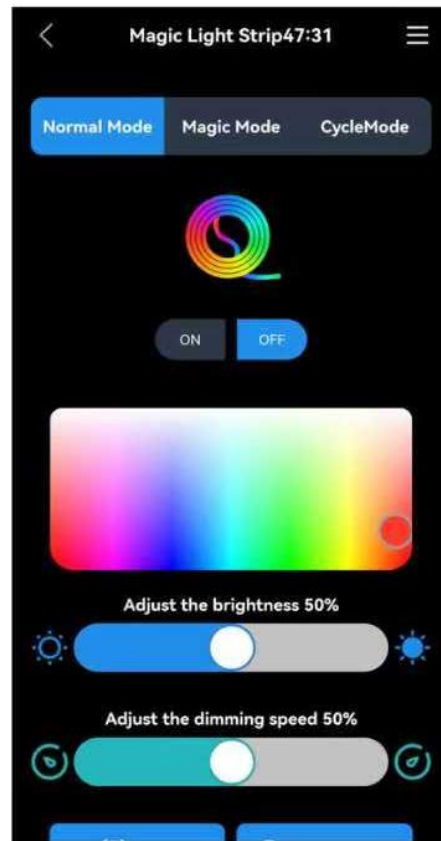 Magic Light Strip47:31
Normal Mode Magic Mode CycleMode
ON OFF
Adjust the brightness 50%
Adjust the dimming speed 50%